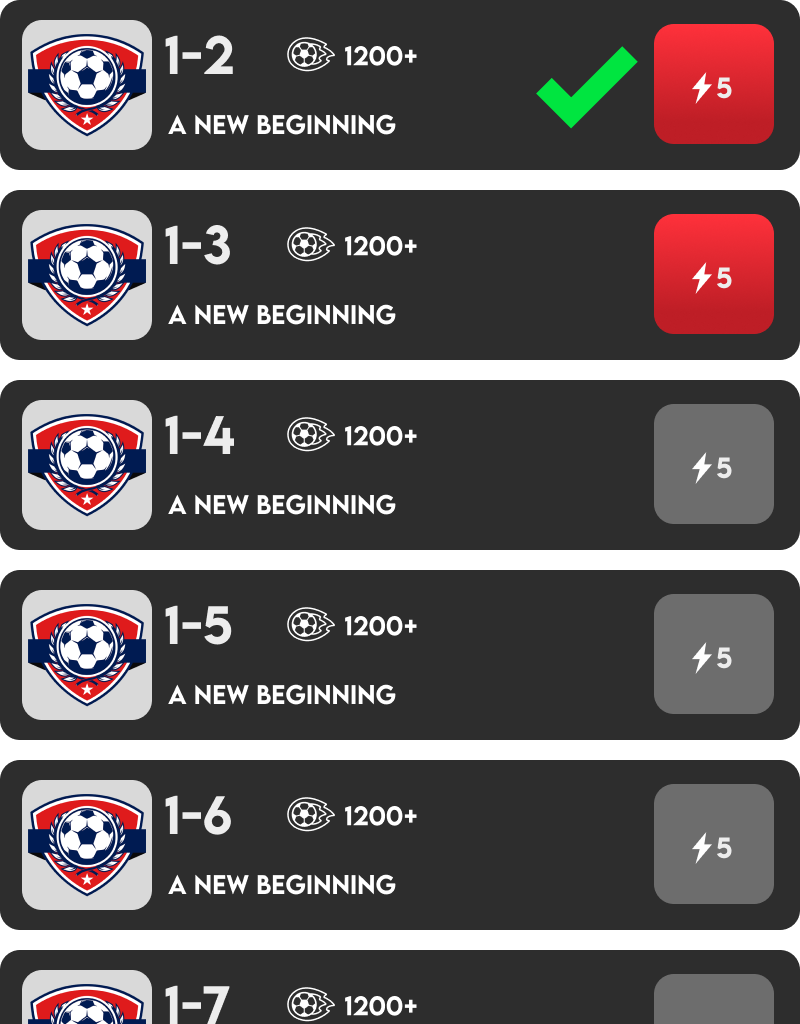 1-2 1200+ 5
A NEW BEGINNING
1-3 1200+ 5
A NEW BEGINNING
1-4 1200+ 5
A NEW BEGINNING
1-5 1200+ 5
A NEW BEGINNING
1-6 1200+ 5
A NEW BEGINNING
1-7 1200+